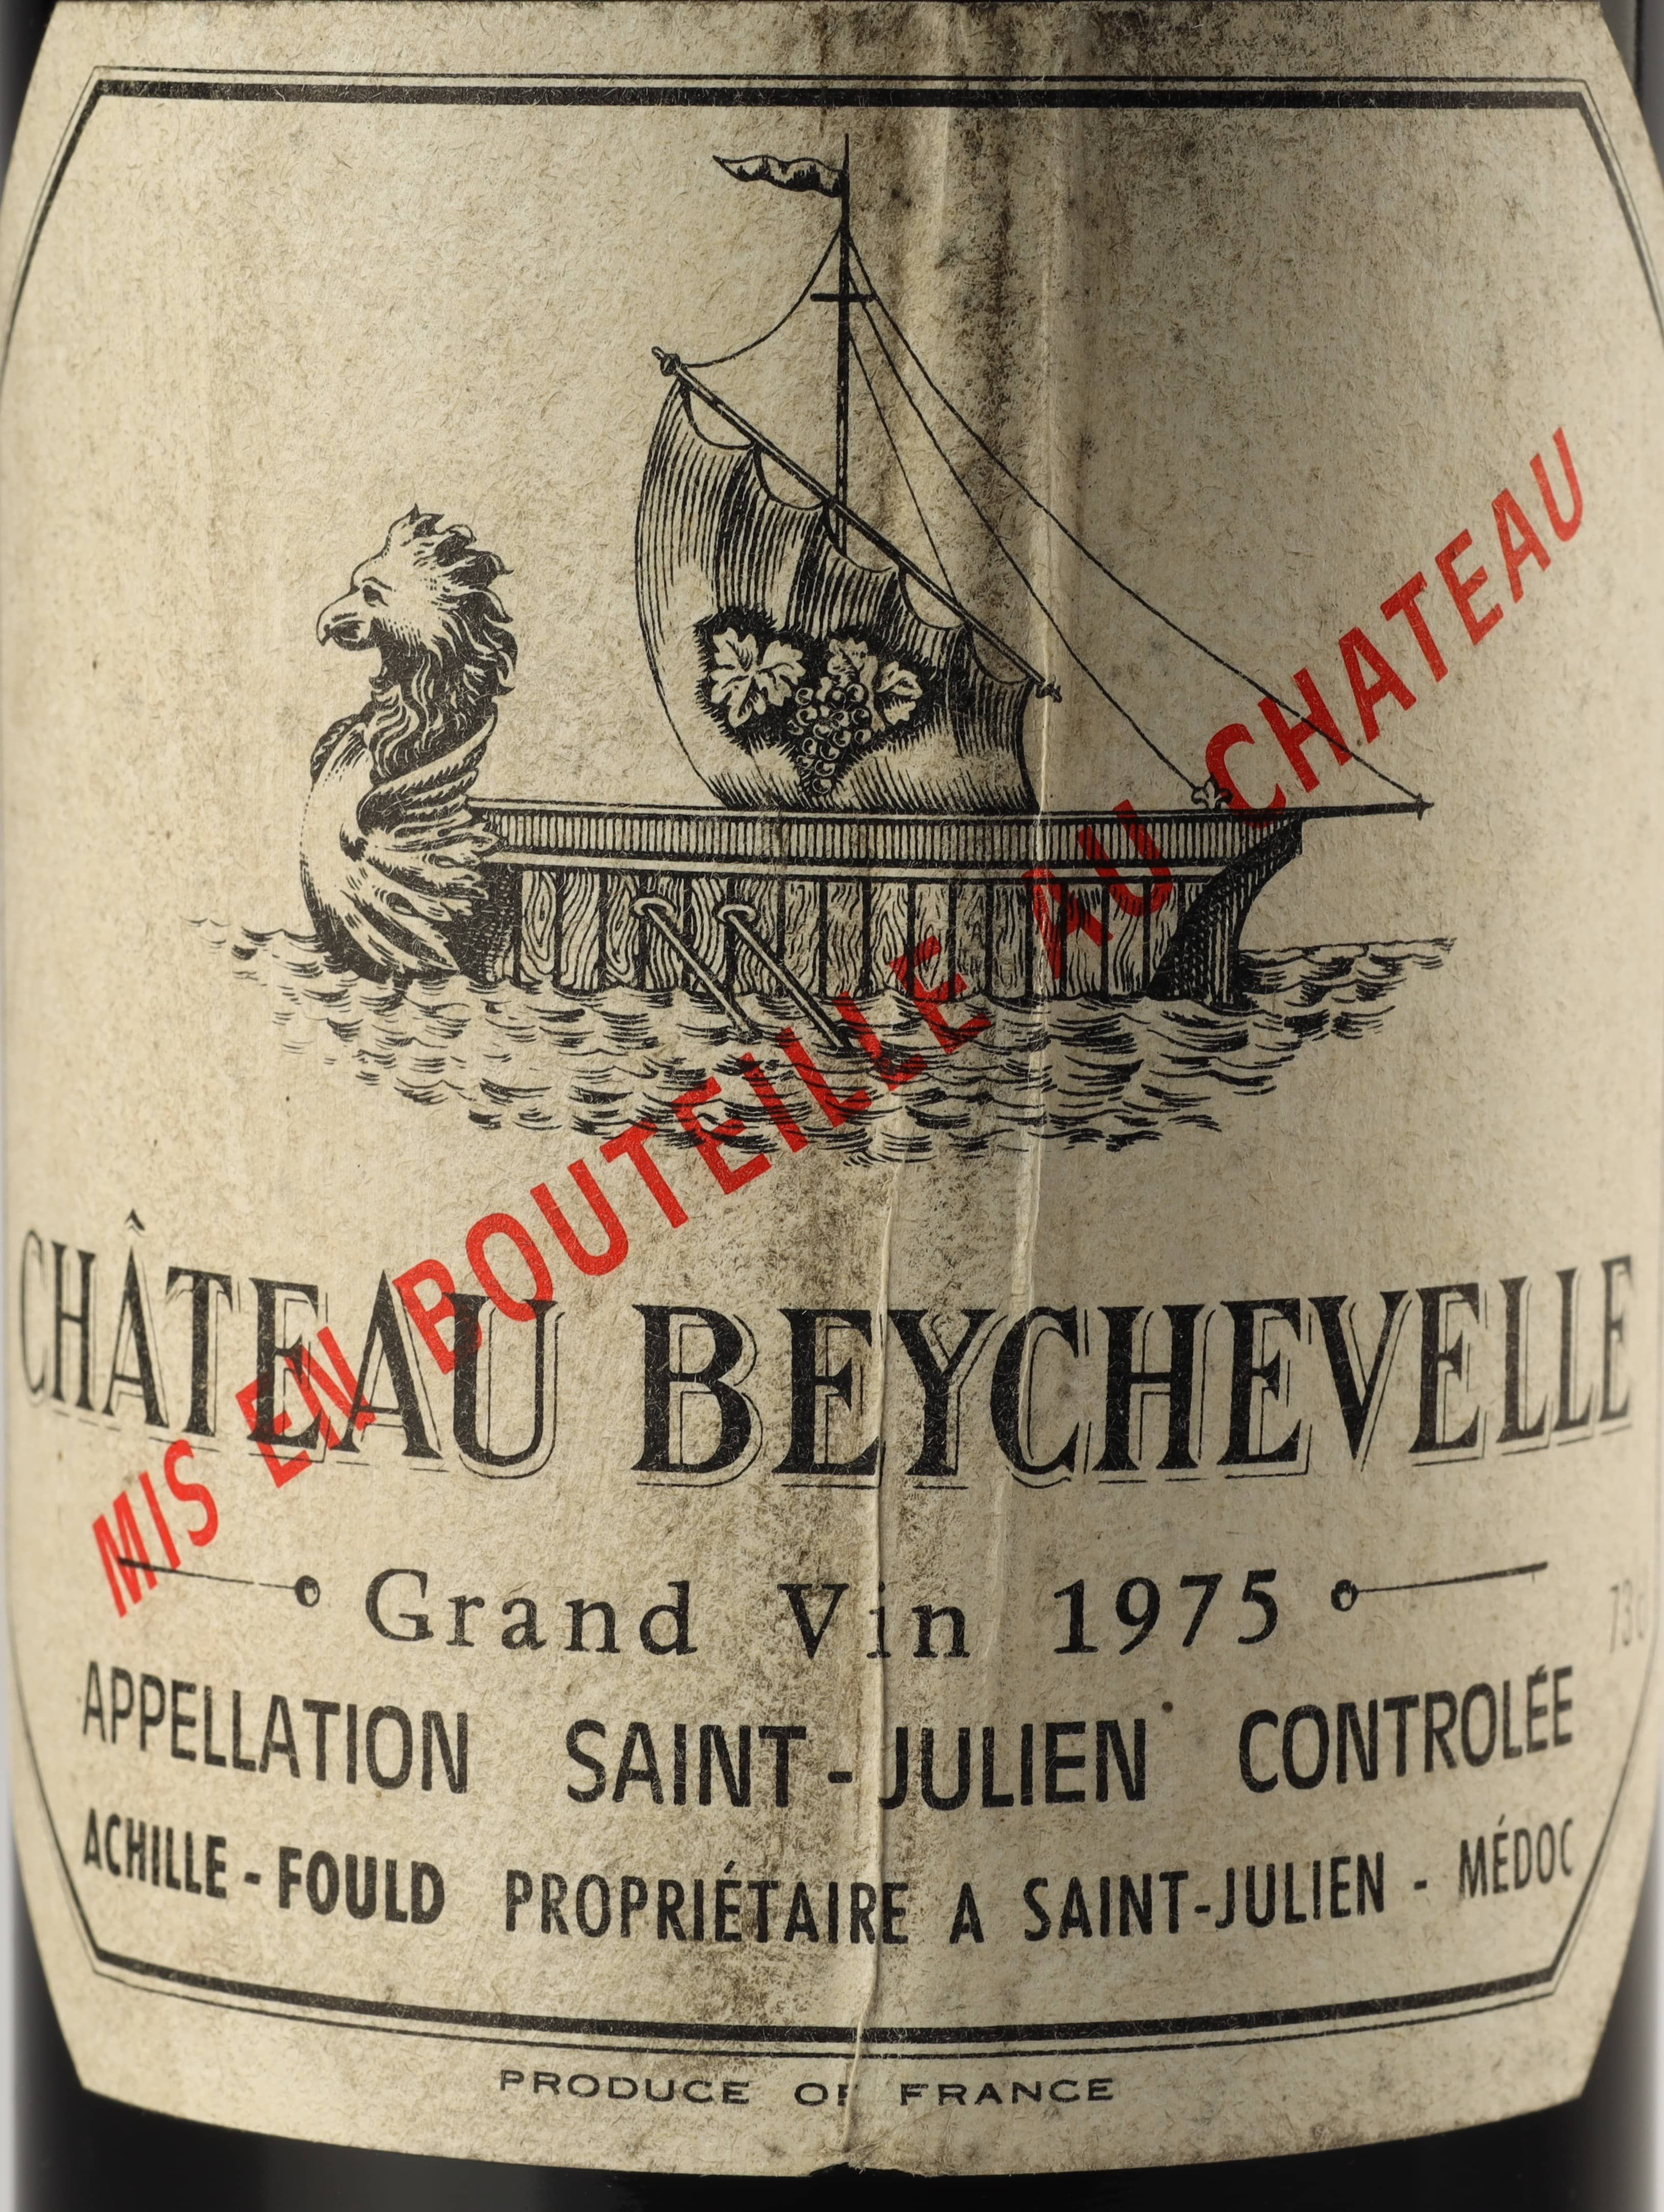 MIS EN BOUTEILLE AU CHATEAU
CHÂTEAU BEYCHEVELLE
Grand Vin 1975
73c
APPELLATION SAINT-JULIEN CONTROLÉE
ACHILLE-FOULD PROPRIÉTAIRE A SAINT-JULIEN - MÉDOC
PRODUCE OF FRANCE